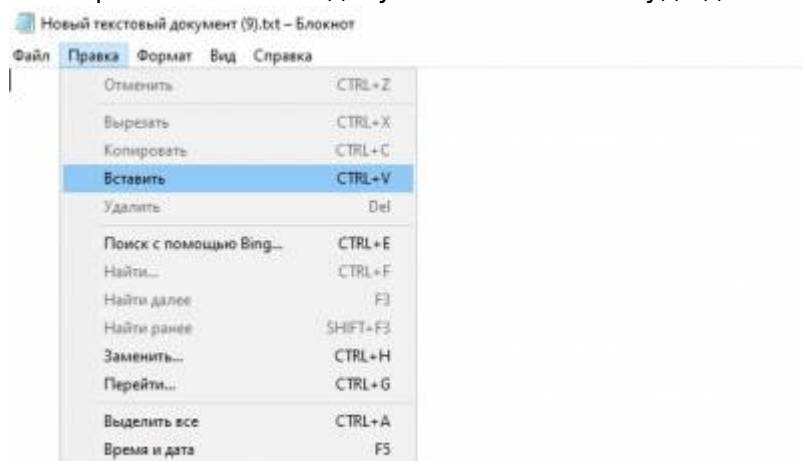 Новый текстовый документ (9).txt – Блокнот
Файл Правка Формат Вид Справка
Отменить CTRL+Z
Вырезать CTRL+X
Копировать CTRL+C
Вставить CTRL+V
Удалить Del
Поиск с помощью Bing... CTRL+E
Найти... CTRL+F
Найти далее F3
Найти ранее SHIFT+F3
Заменить... CTRL+H
Перейти... CTRL+G
Выделить все CTRL+A
Время и дата F5